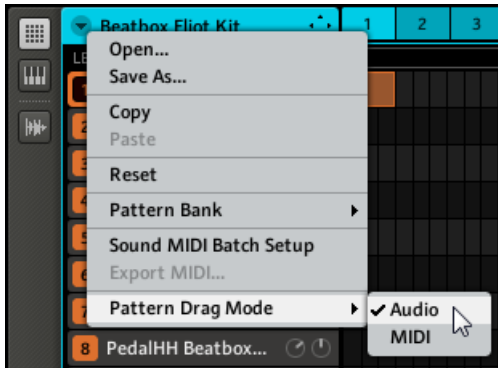 Beatbox Eliot Kit
1 2 3
Open...
Save As...
Copy
Paste
Reset
Pattern Bank
Sound MIDI Batch Setup
Export MIDI...
Pattern Drag Mode
Audio
MIDI
8 PedalHH Beatbox...